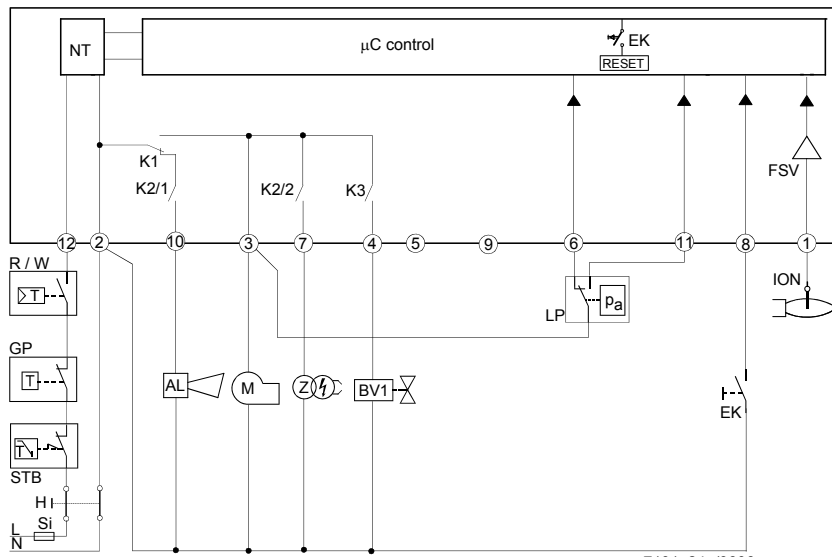 NT
µC control
EK
RESET
K1
K2/1
K2/2
K3
FSV
12
2
10
3
7
4
5
9
6
11
8
1
R / W
T
GP
T
STB
T
H
L
Si
N
AL
M
Z
BV1
LP
pa
ION
EK